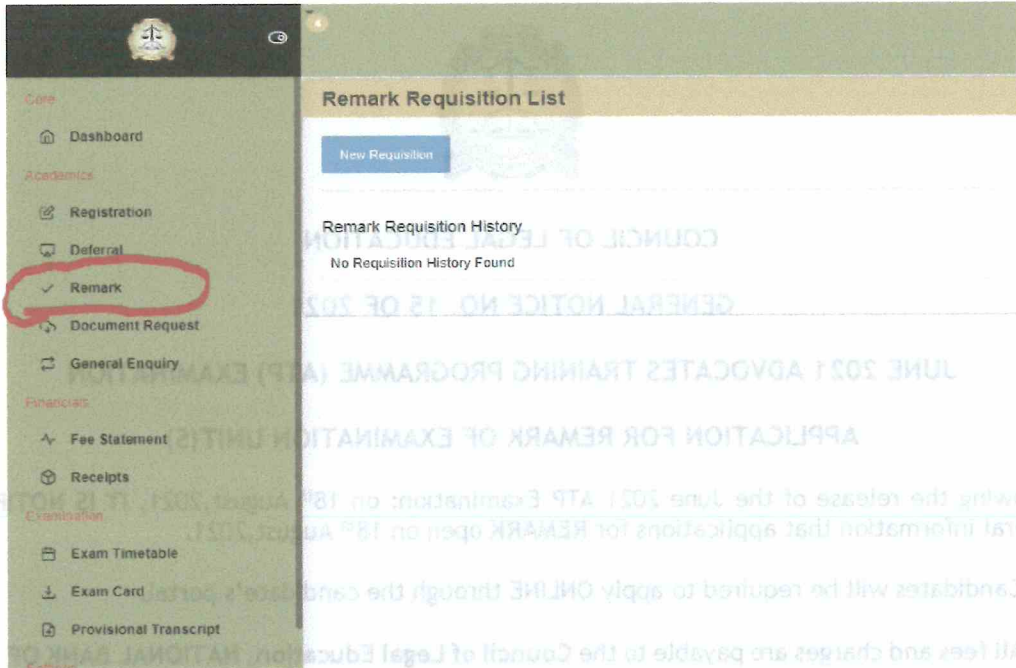 Core
Dashboard
Academics
Registration
Deferral
Remark
Document Request
General Enquiry
Financials
Fee Statement
Receipts
Examination
Exam Timetable
Exam Card
Provisional Transcript
Remark Requisition List
New Requisition
Remark Requisition History
No Requisition History Found
COUNCIL OF LEGAL EDUCATION
GENERAL NOTICE NO. 15 OF
JUNE 2021 ADVOCATES TRAINING PROGRAMME (ATP) EXAMINATION
APPLICATION FOR REMARK OF EXAMINATION UNIT(S)
the release of the June 2021 ATP Examination: on 18th August,2021, IT IS
information that applications for REMARK open on 18th August,2021.
Candidates will be required to apply ONLINE through the candidate's portal
All fees and charges are payable to the Council of Legal Education, NATIONAL BANK OF